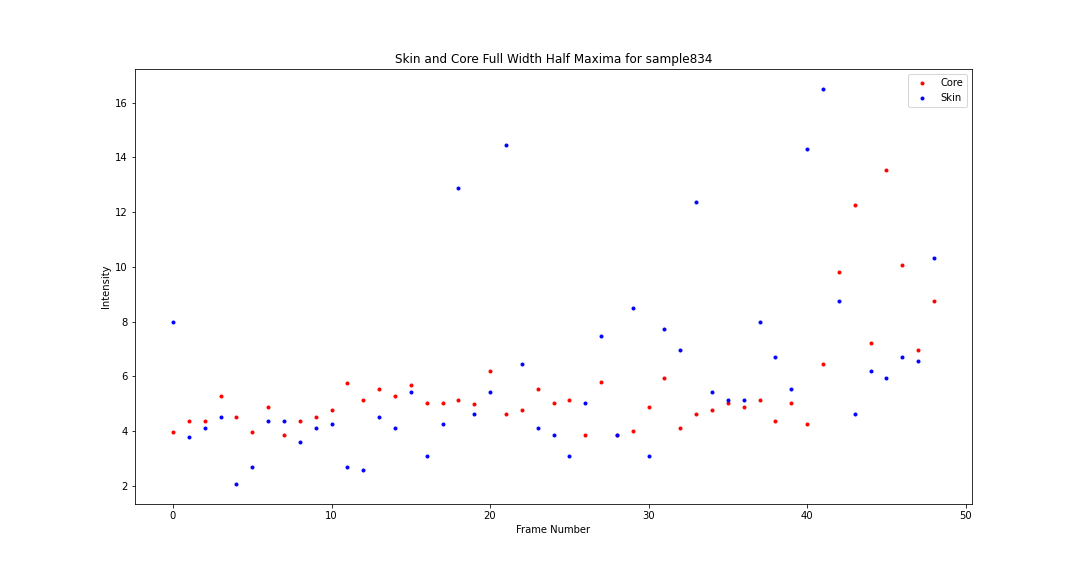 Skin and Core Full Width Half Maxima for sample834
Core
Skin
16
14
12
10
8
6
4
2
Intensity
0 10 20 30 40 50
Frame Number